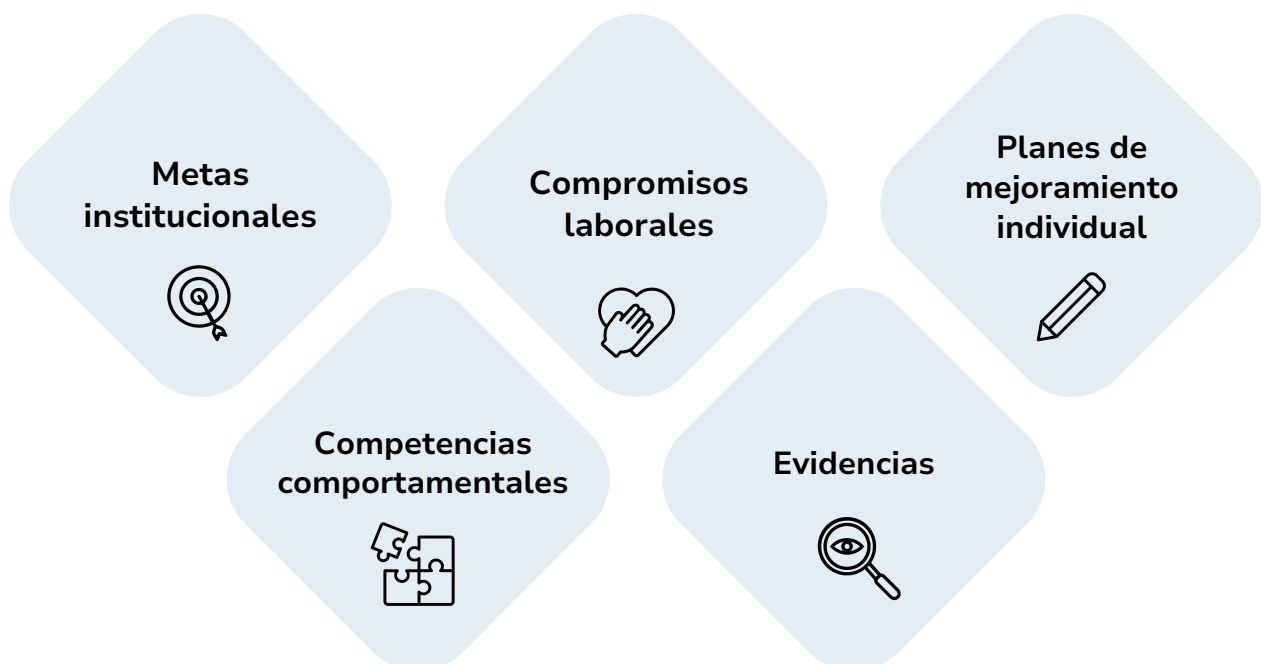 Metas
institucionales
Compromisos
laborales
Planes de
mejoramiento
individual
Competencias
comportamentales
Evidencias